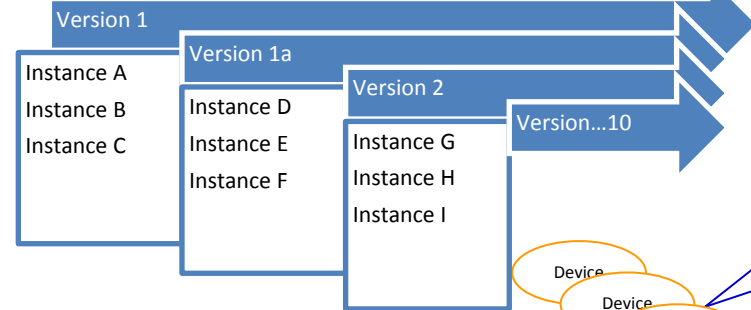 Version 1
Instance A
Instance B
Instance C
Version 1a
Instance D
Instance E
Instance F
Version 2
Instance G
Instance H
Instance I
Version...10
Device
Device